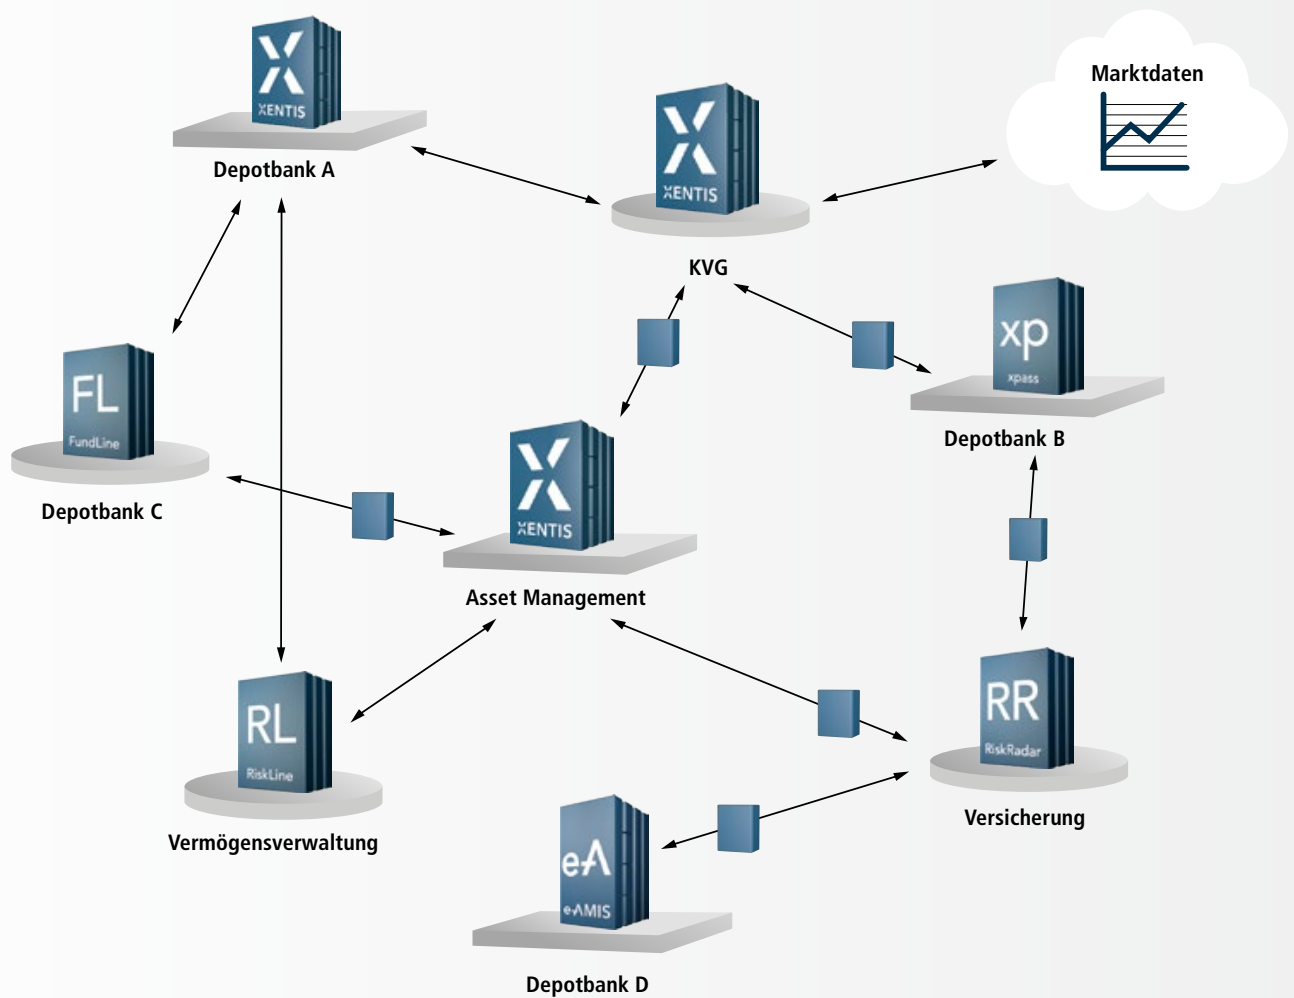 XENTIS
Depotbank A
XENTIS
KVG
Marktdaten
xp
xpass
Depotbank B
FL
FundLine
Depotbank C
XENTIS
Asset Management
RL
RiskLine
Vermögensverwaltung
RR
RiskRadar
Versicherung
e-A
e-AMIS
Depotbank D